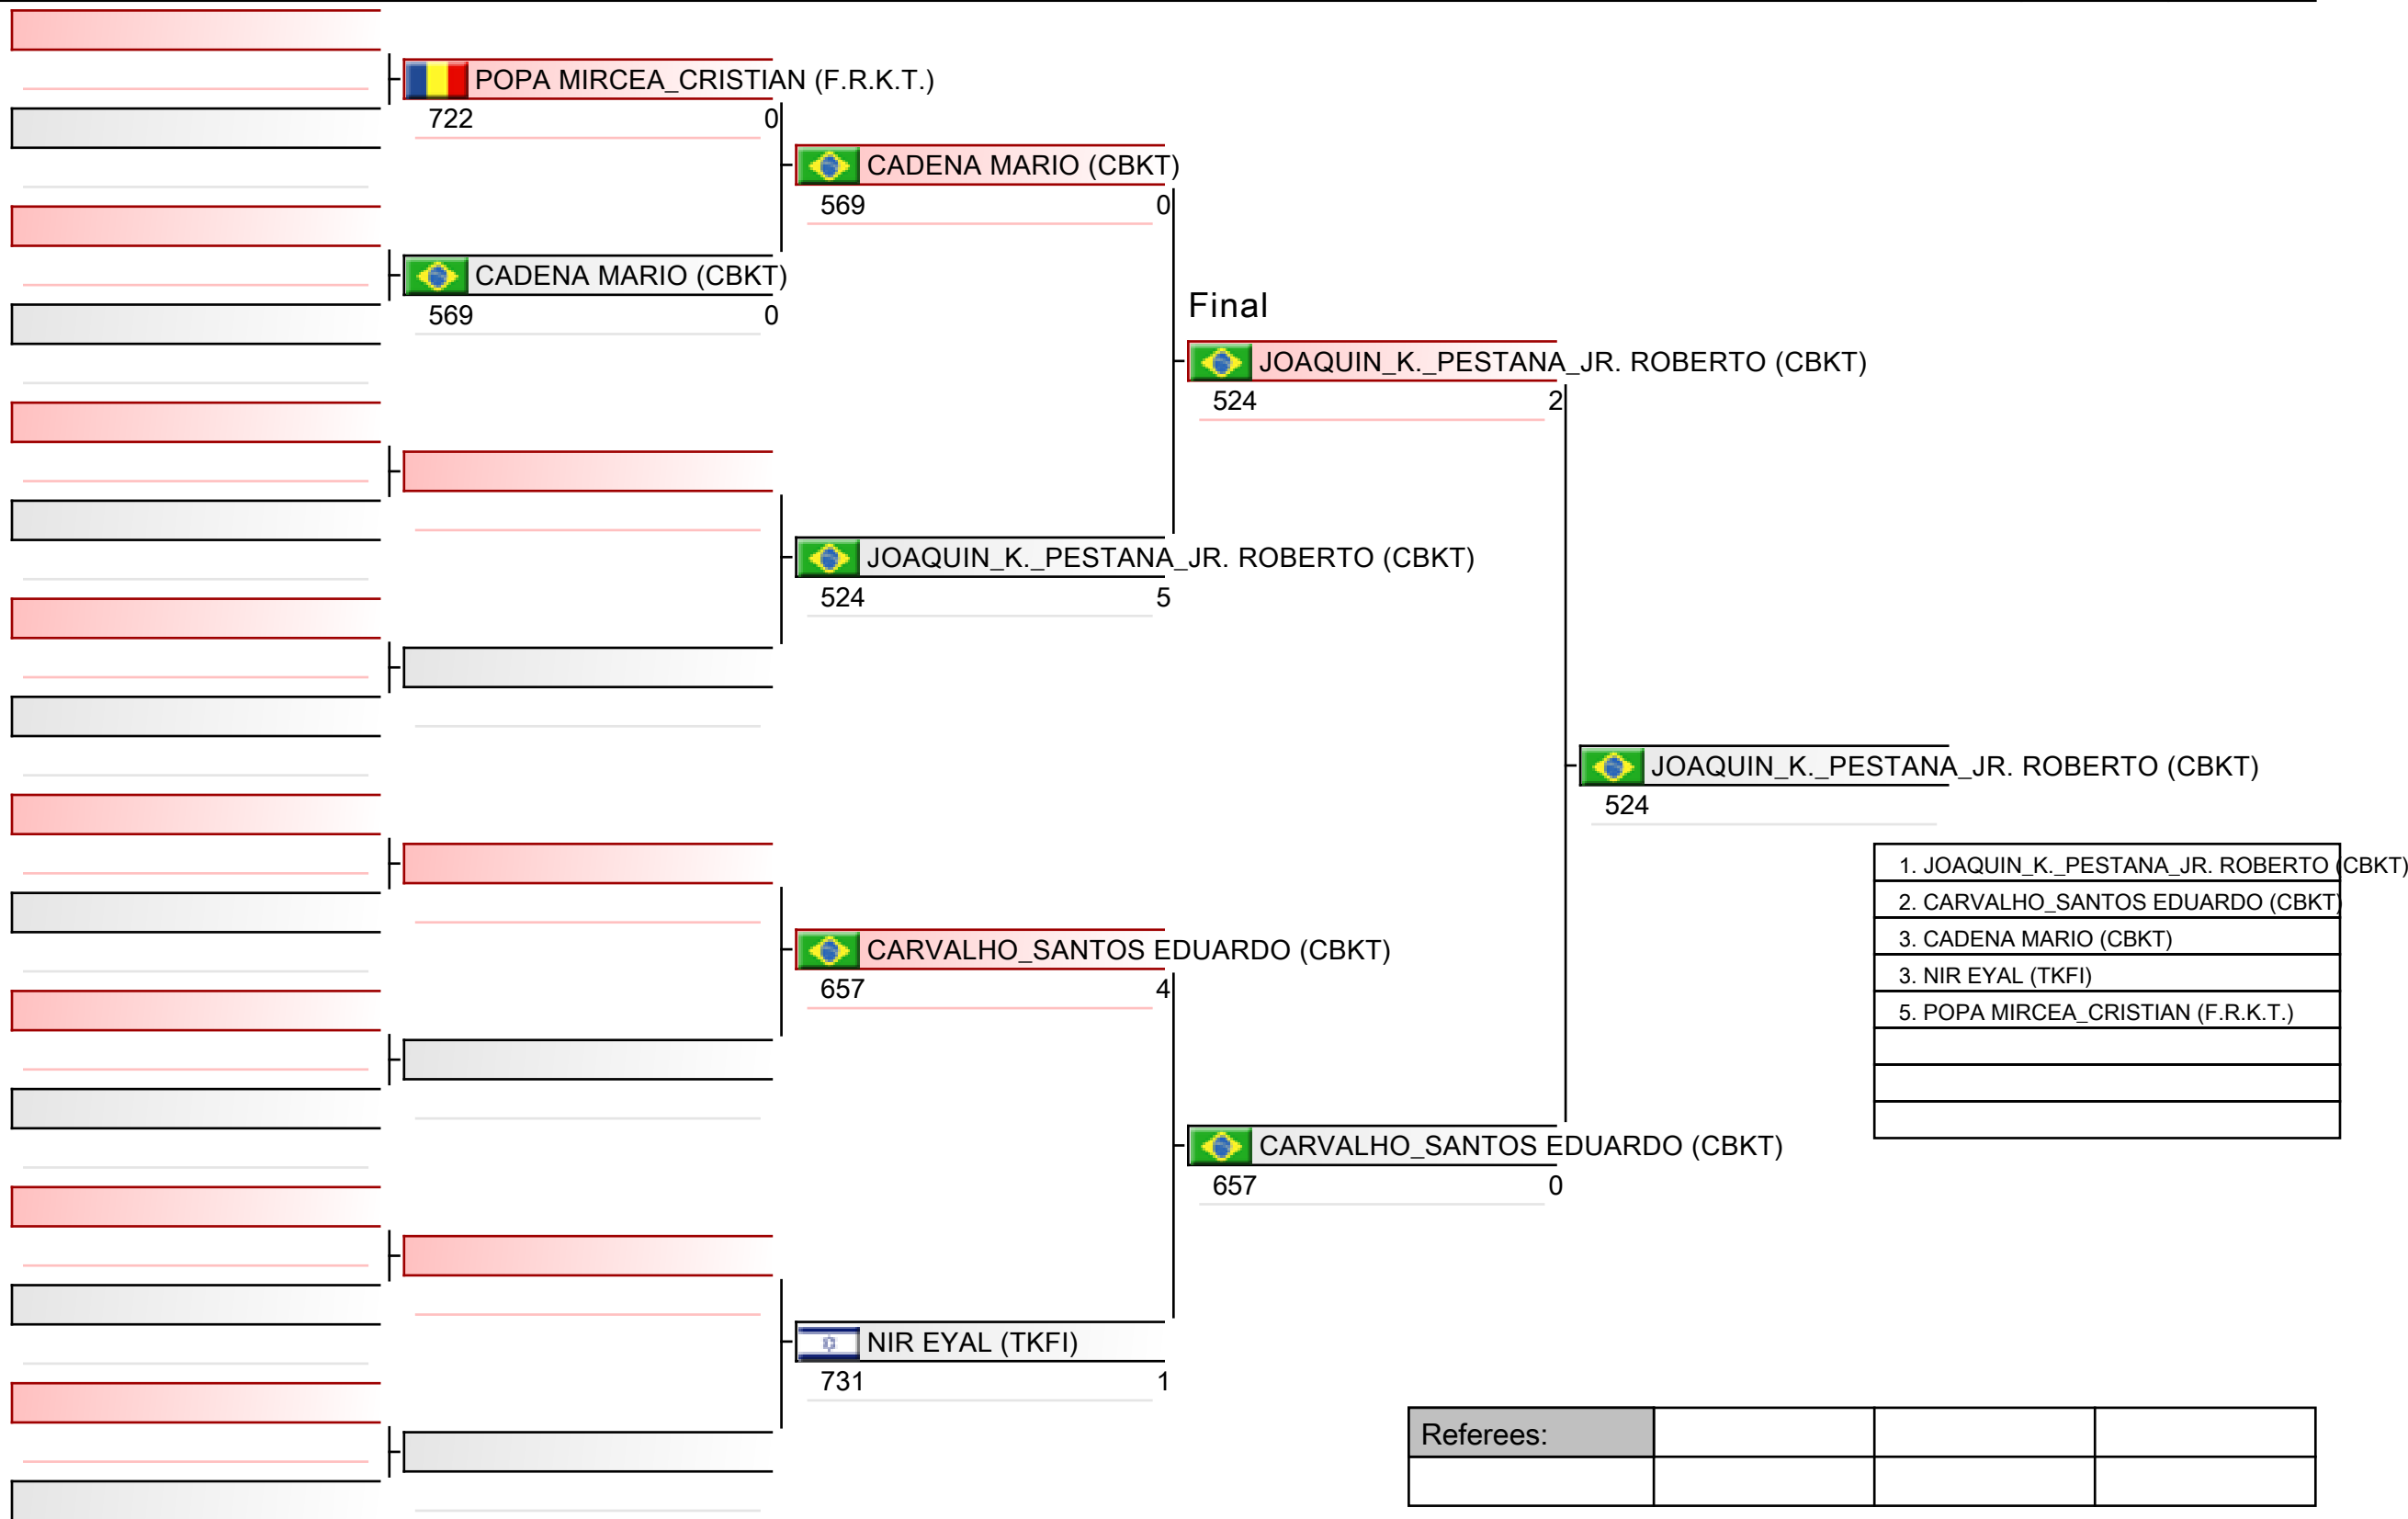 POPA MIRCEA_CRISTIAN (F.R.K.T.)
722 0
CADENA MARIO (CBKT)
569 0
CADENA MARIO (CBKT)
569 0
Final
JOAQUIN_K._PESTANA_JR. ROBERTO (CBKT)
524 2
JOAQUIN_K._PESTANA_JR. ROBERTO (CBKT)
524 5
JOAQUIN_K._PESTANA_JR. ROBERTO (CBKT)
524
1. JOAQUIN_K._PESTANA_JR. ROBERTO (CBKT)
2. CARVALHO_SANTOS EDUARDO (CBKT)
3. CADENA MARIO (CBKT)
3. NIR EYAL (TKFI)
5. POPA MIRCEA_CRISTIAN (F.R.K.T.)
CARVALHO_SANTOS EDUARDO (CBKT)
657 4
CARVALHO_SANTOS EDUARDO (CBKT)
657 0
NIR EYAL (TKFI)
731 1
Referees: